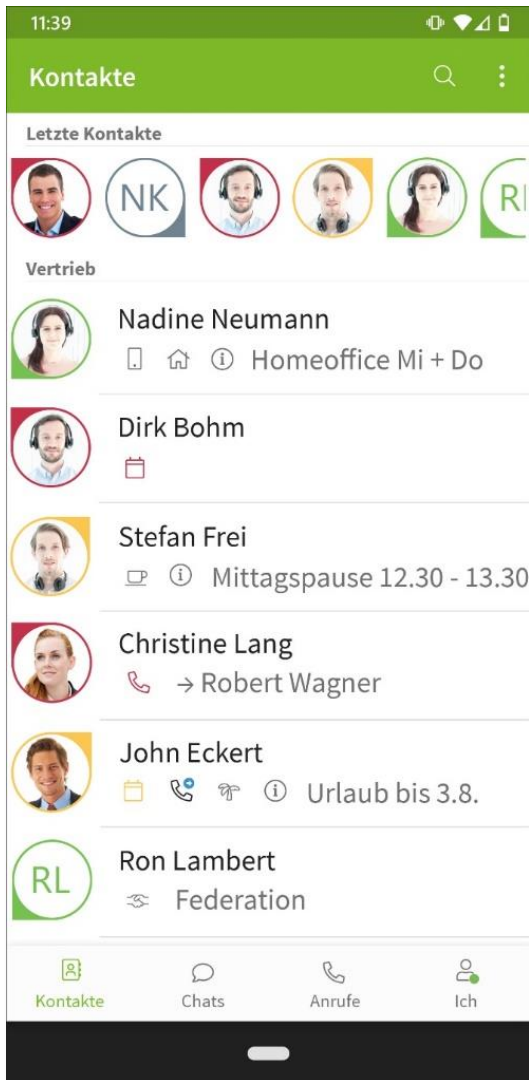 11:39
Kontakte
Letzte Kontakte
NK
Vertrieb
Nadine Neumann
Homeoffice Mi + Do
Dirk Bohm
Stefan Frei
Mittagspause 12.30 - 13.30
Christine Lang
→ Robert Wagner
John Eckert
Urlaub bis 3.8.
RL
Ron Lambert
Federation
Kontakte
Chats
Anrufe
Ich